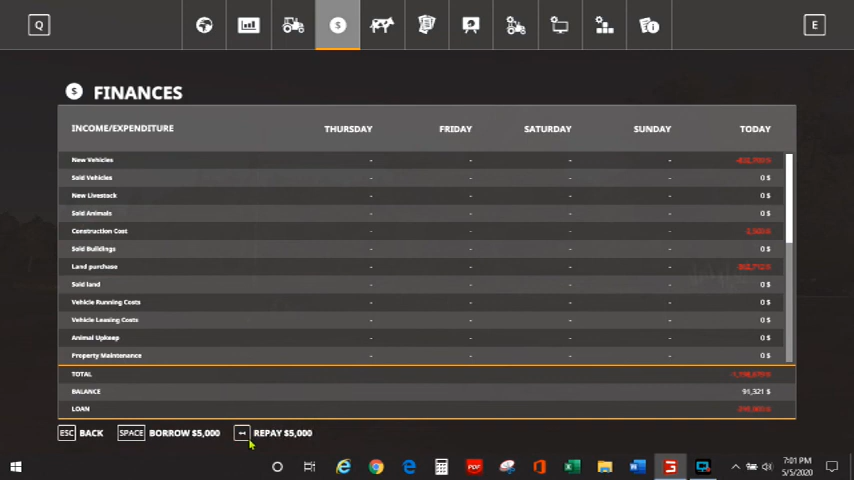 Q
$
E
$ FINANCES
INCOME/EXPENDITURE THURSDAY FRIDAY SATURDAY SUNDAY TODAY
New Vehicles - - - -
Sold Vehicles - - - - 0 $
New Livestock - - - - 0 $
Sold Animals - - - - 0 $
Construction Cost - - - -
Sold Buildings - - - - 0 $
Land purchase - - - -
Sold land - - - - 0 $
Vehicle Running Costs - - - - 0 $
Vehicle Leasing Costs - - - - 0 $
Animal Upkeep - - - - 0 $
Property Maintenance - - - - 0 $
TOTAL
BALANCE 91,321 $
LOAN
ESC BACK SPACE BORROW $5,000 REPAY $5,000
PDF
7:01 PM
5/5/2020